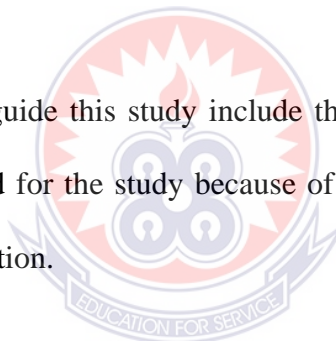 guide this study include th
d for the study because of
tion.
EDUCATION FOR SERVICE